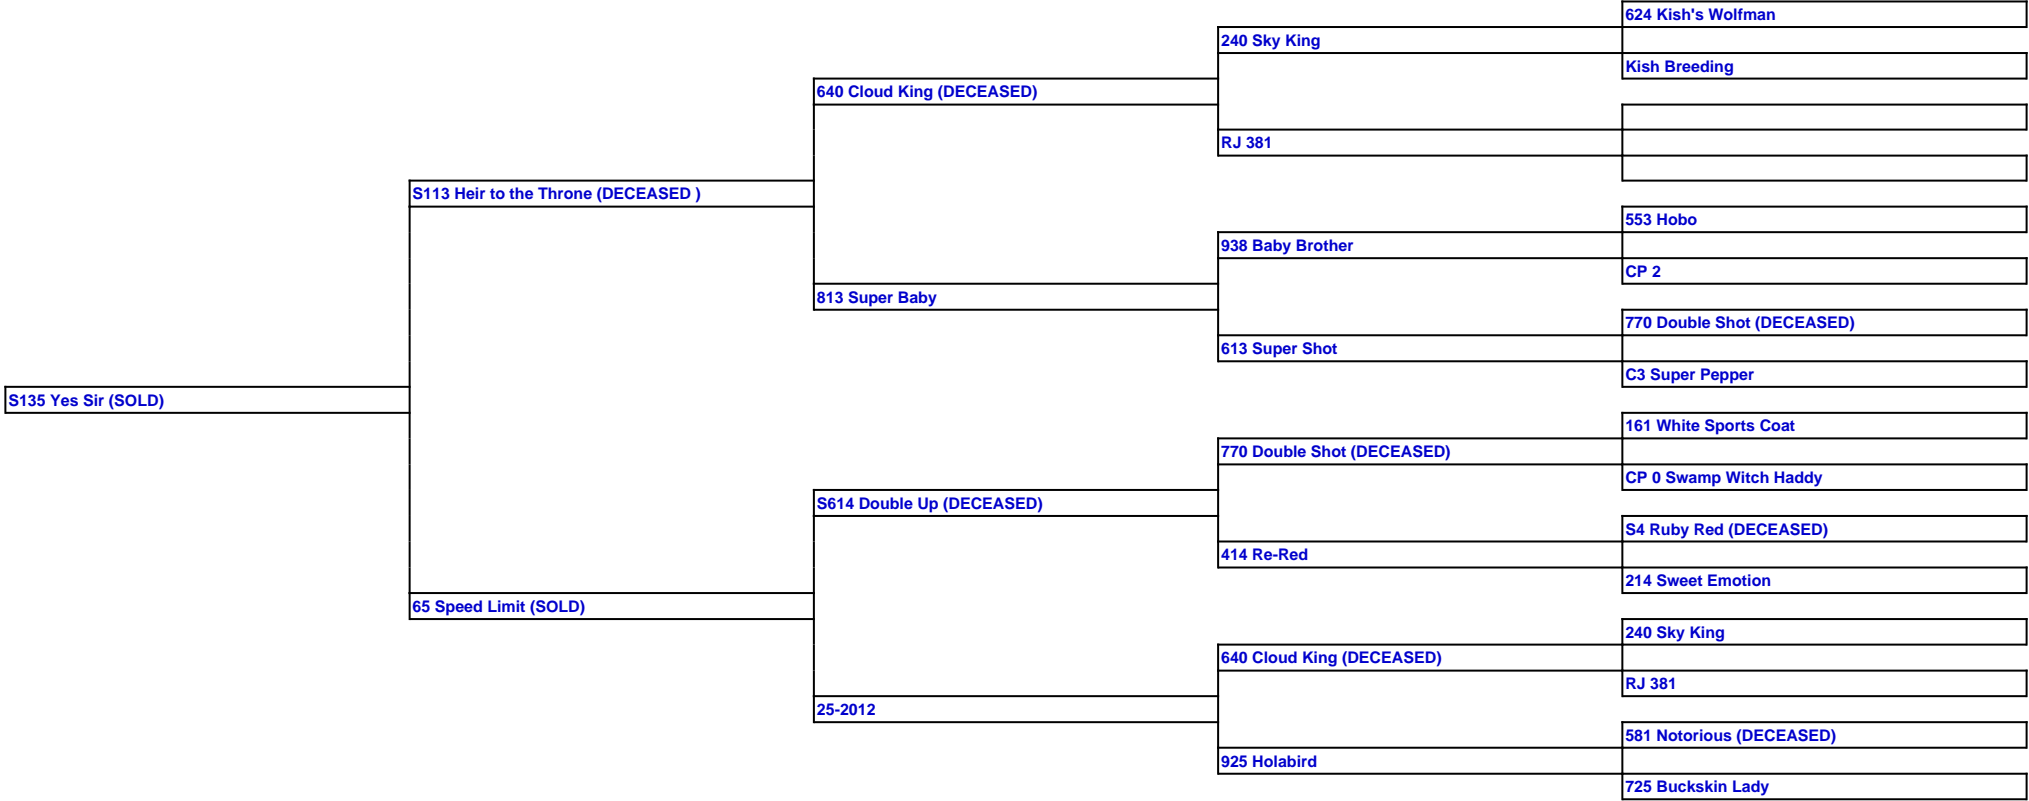 624 Kish's Wolfman
240 Sky King
Kish Breeding
640 Cloud King (DECEASED)
RJ 381
S113 Heir to the Throne (DECEASED )
553 Hobo
938 Baby Brother
CP 2
813 Super Baby
770 Double Shot (DECEASED)
613 Super Shot
C3 Super Pepper
S135 Yes Sir (SOLD)
161 White Sports Coat
770 Double Shot (DECEASED)
CP 0 Swamp Witch Haddy
S614 Double Up (DECEASED)
S4 Ruby Red (DECEASED)
414 Re-Red
214 Sweet Emotion
65 Speed Limit (SOLD)
240 Sky King
640 Cloud King (DECEASED)
RJ 381
25-2012
581 Notorious (DECEASED)
925 Holabird
725 Buckskin Lady